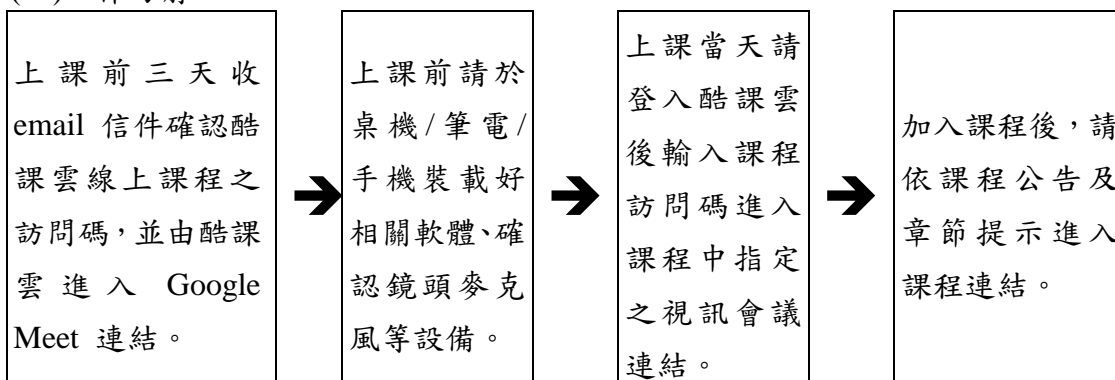 上課前三天收
email 信件確認酷
課雲線上課程之
訪問碼，並由酷課
雲進入 Google
Meet 連結。
上課前請於
桌機/筆電/
手機裝載好
相關軟體、確
認鏡頭麥克
風等設備。
上課當天請
登入酷課雲
後輸入課程
訪問碼進入
課程中指定
之視訊會議
連結。
加入課程後，請
依課程公告及
章節提示進入
課程連結。